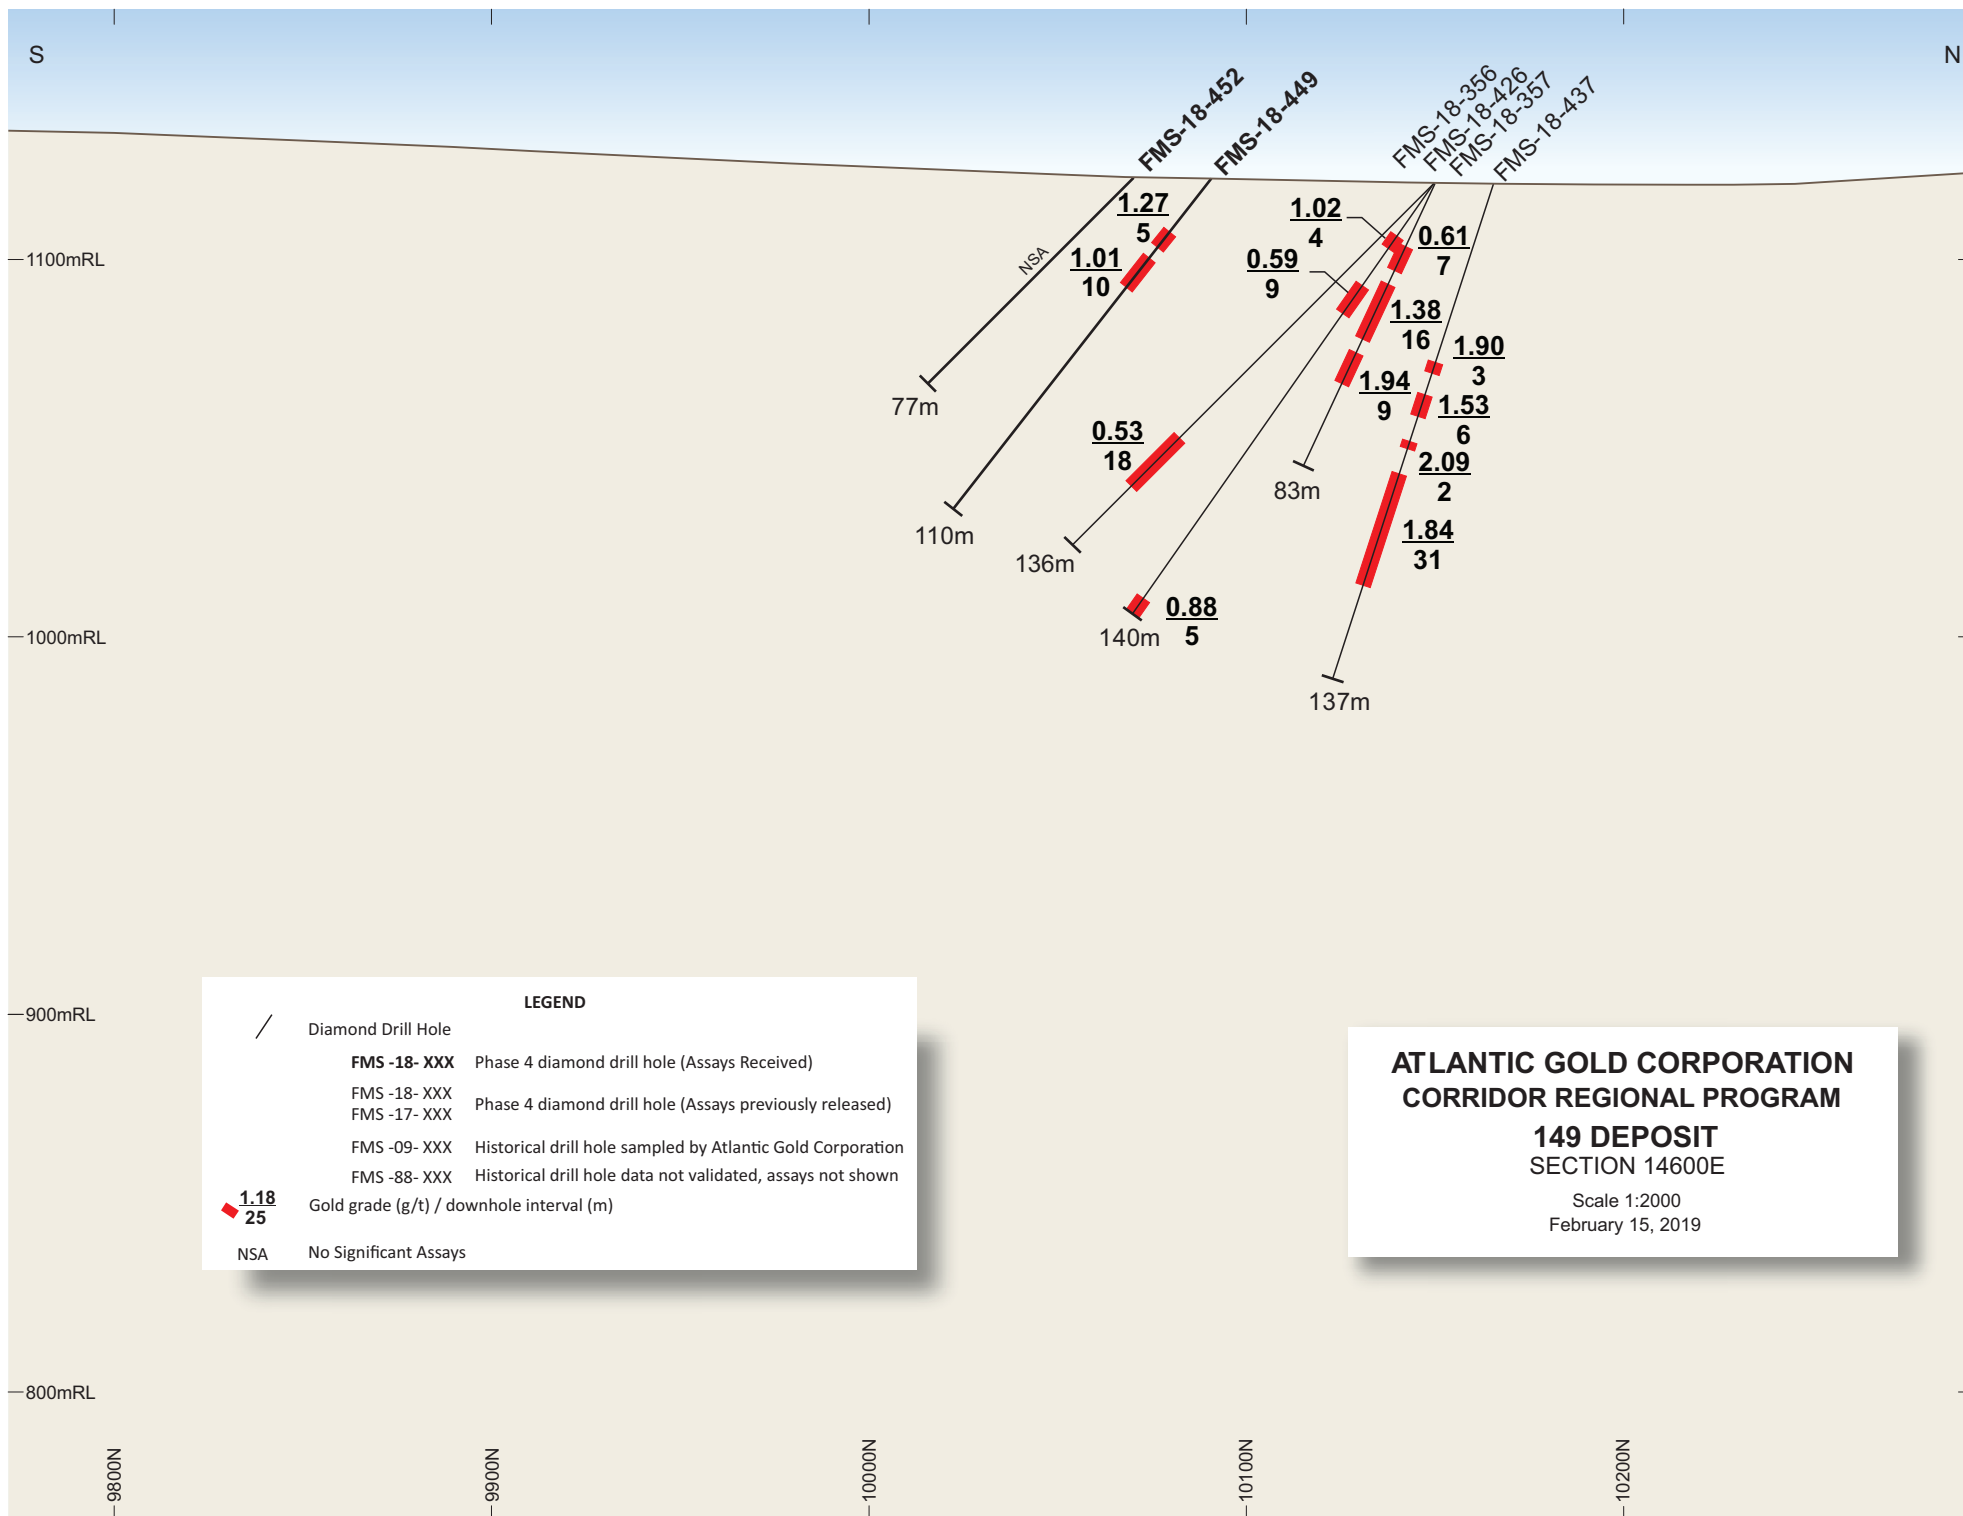 S
N
FMS-18-452
FMS-18-449
FMS-18-356
FMS-18-426
FMS-18-357
FMS-18-437
1.27
5
1.02
4
0.61
7
NSA
1100mRL
1.01
10
0.59
9
1.38
16
1.90
3
1.94
9
77m
1.53
6
0.53
18
2.09
2
83m
110m
1.84
31
136m
0.88
5
1000mRL
140m
137m
LEGEND
Diamond Drill Hole
FMS -18- XXX Phase 4 diamond drill hole (Assays Received)
FMS -18- XXX
FMS -17- XXX Phase 4 diamond drill hole (Assays previously released)
FMS -09- XXX Historical drill hole sampled by Atlantic Gold Corporation
FMS -88- XXX Historical drill hole data not validated, assays not shown
1.18
25
Gold grade (g/t) / downhole interval (m)
NSA No Significant Assays
900mRL
ATLANTIC GOLD CORPORATION
CORRIDOR REGIONAL PROGRAM
149 DEPOSIT
SECTION 14600E
Scale 1:2000
February 15, 2019
800mRL
9800N
9900N
10000N
10100N
10200N